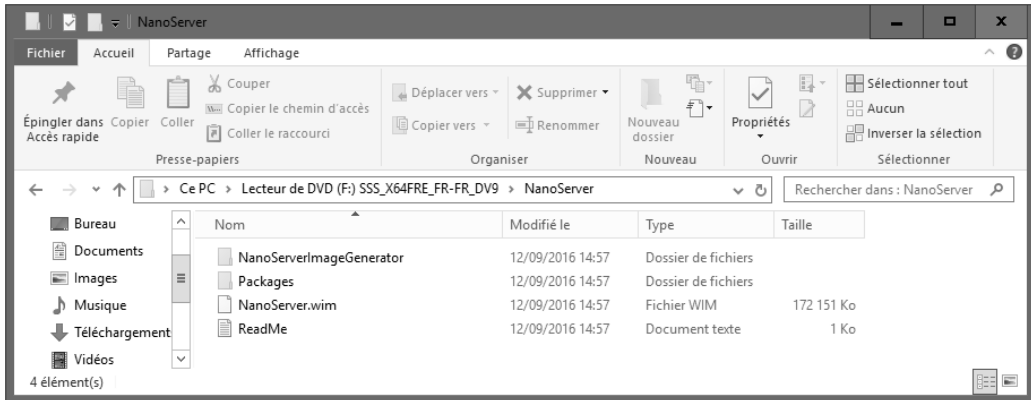 NanoServer
Fichier Accueil Partage Affichage
Épingler dans Accès rapide
Copier
Coller
Couper
Copier le chemin d'accès
Coller le raccourci
Presse-papiers
Déplacer vers
Copier vers
Supprimer
Renommer
Organiser
Nouveau dossier
Nouveau
Propriétés
Ouvrir
Sélectionner tout
Aucun
Inverser la sélection
Sélectionner
Ce PC > Lecteur de DVD (F:) SSS_X64FRE_FR-FR_DV9 > NanoServer
Rechercher dans : NanoServer
Bureau
Documents
Images
Musique
Téléchargement
Vidéos
Nom Modifié le Type Taille
NanoServerImageGenerator 12/09/2016 14:57 Dossier de fichiers
Packages 12/09/2016 14:57 Dossier de fichiers
NanoServer.wim 12/09/2016 14:57 Fichier WIM 172 151 Ko
ReadMe 12/09/2016 14:57 Document texte 1 Ko
4 élément(s)